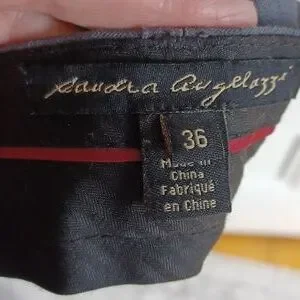 Sandra Angelozzi
36
Made in
China
Fabriqué
en Chine